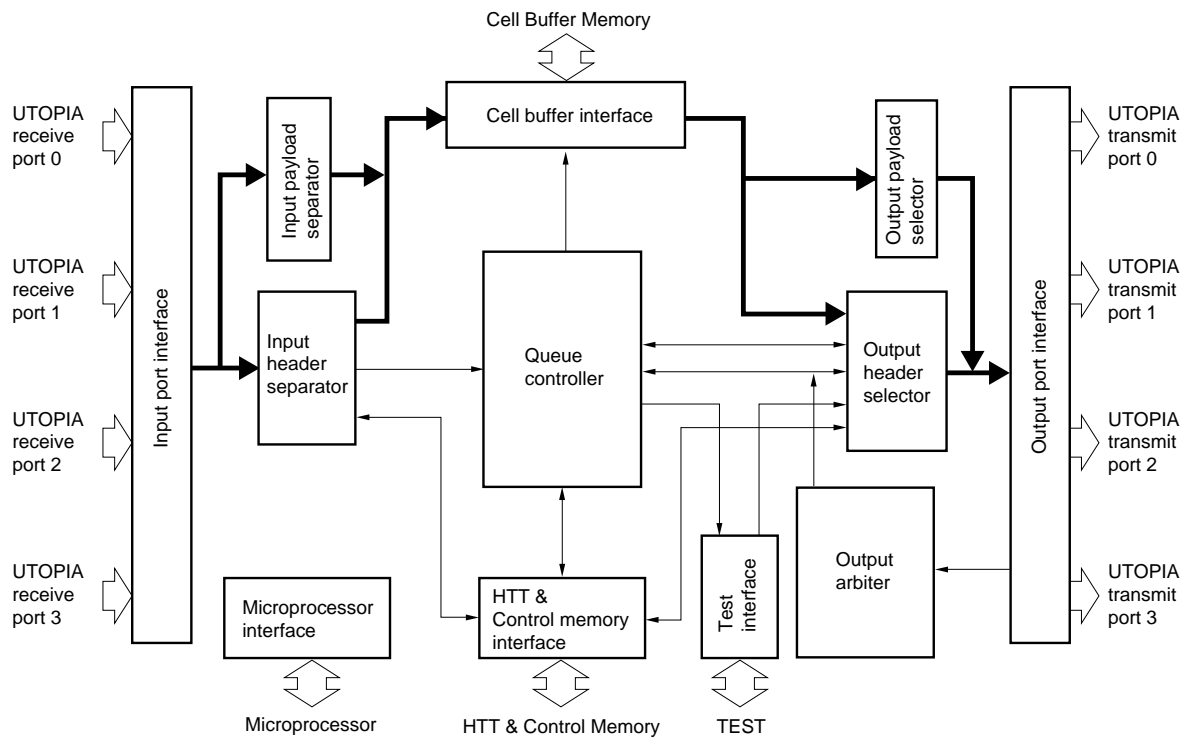 Cell Buffer Memory
UTOPIA
receive
port 0
UTOPIA
receive
port 1
UTOPIA
receive
port 2
UTOPIA
receive
port 3
Input port interface
Input payload
separator
Input
header
separator
Cell buffer interface
Queue
controller
Output payload
selector
Output
header
selector
Output
arbiter
Output port interface
UTOPIA
transmit
port 0
UTOPIA
transmit
port 1
UTOPIA
transmit
port 2
UTOPIA
transmit
port 3
Microprocessor
interface
HTT &
Control memory
interface
Test
interface
Microprocessor
HTT & Control Memory
TEST